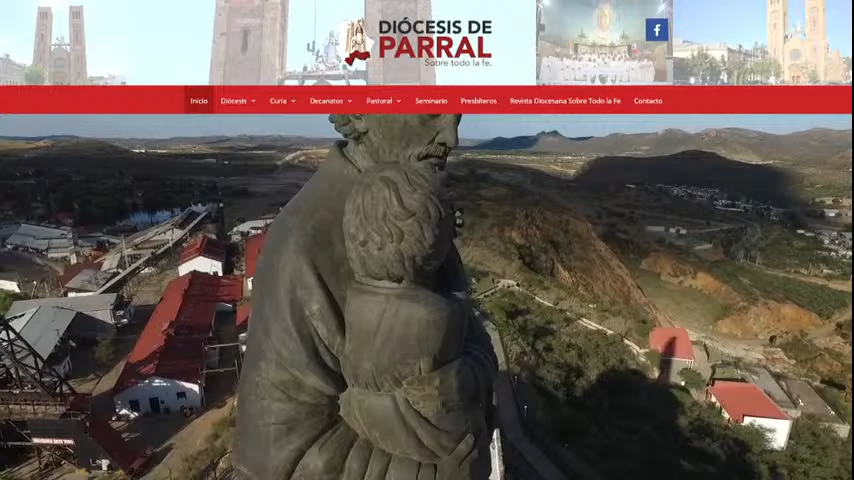 DIÓCESIS DE
PARRAL
Sobre todo la fe.
Inicio Diócesis Curía Decanatos Pastoral Seminario Presbíteros Revista Diocesana Sobre Todo la Fe Contacto